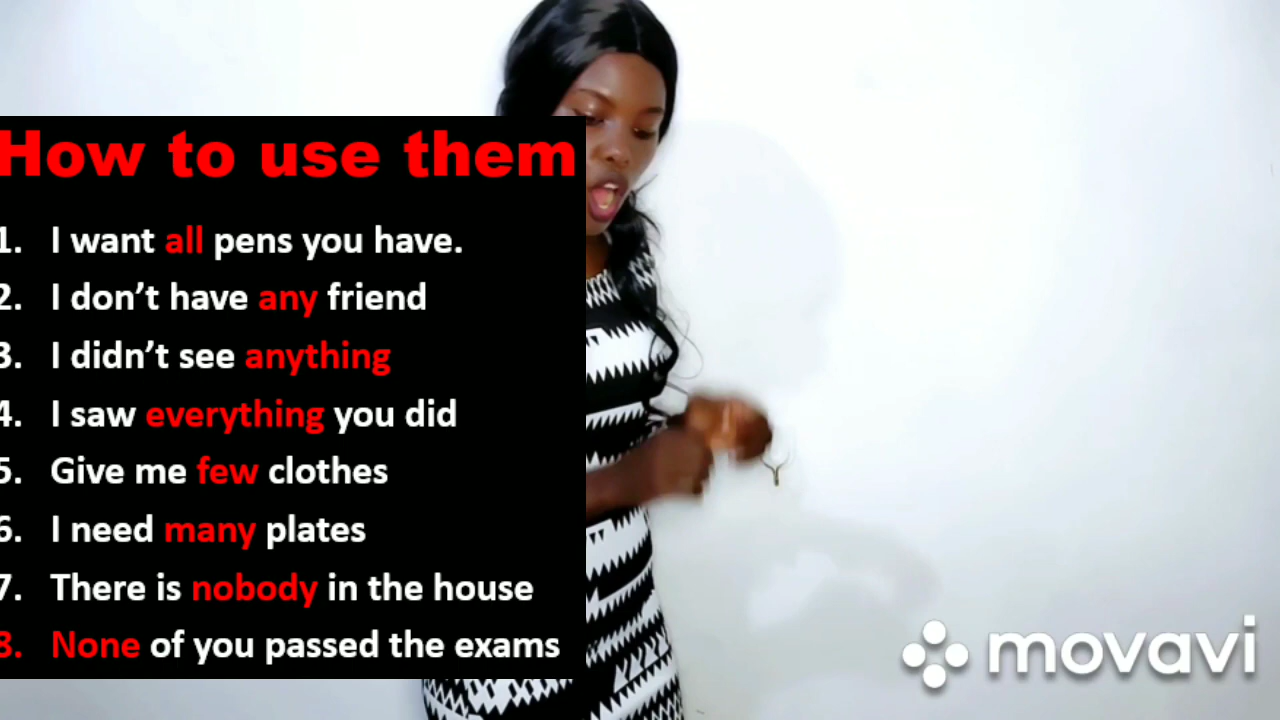 How to use them
1. I want all pens you have.
2. I don't have any friend
3. I didn't see anything
4. I saw everything you did
5. Give me few clothes
6. I need many plates
7. There is nobody in the house
8. None of you passed the exams
movavi